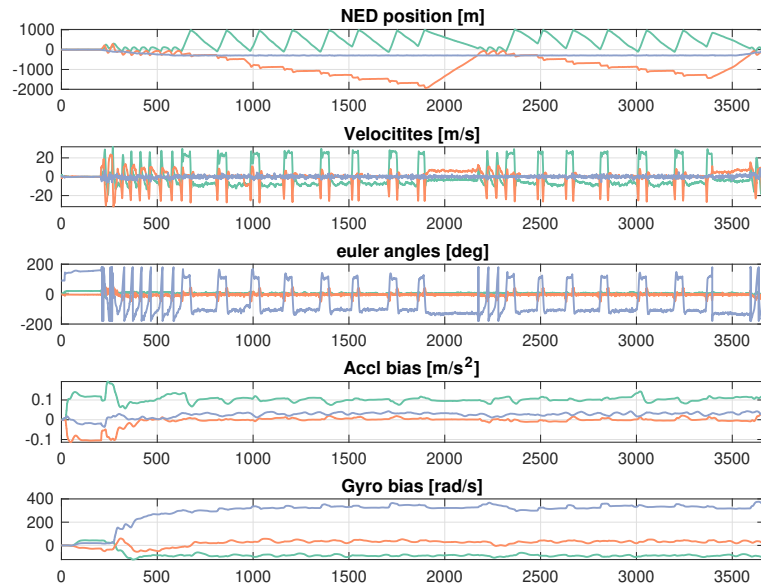 NED position [m]
1000
0
-1000
-2000
0 500 1000 1500 2000 2500 3000 3500
Velocitites [m/s]
20
0
-20
0 500 1000 1500 2000 2500 3000 3500
euler angles [deg]
200
0
-200
0 500 1000 1500 2000 2500 3000 3500
Accl bias [m/s²]
0.1
0
-0.1
0 500 1000 1500 2000 2500 3000 3500
Gyro bias [rad/s]
400
200
0
0 500 1000 1500 2000 2500 3000 3500